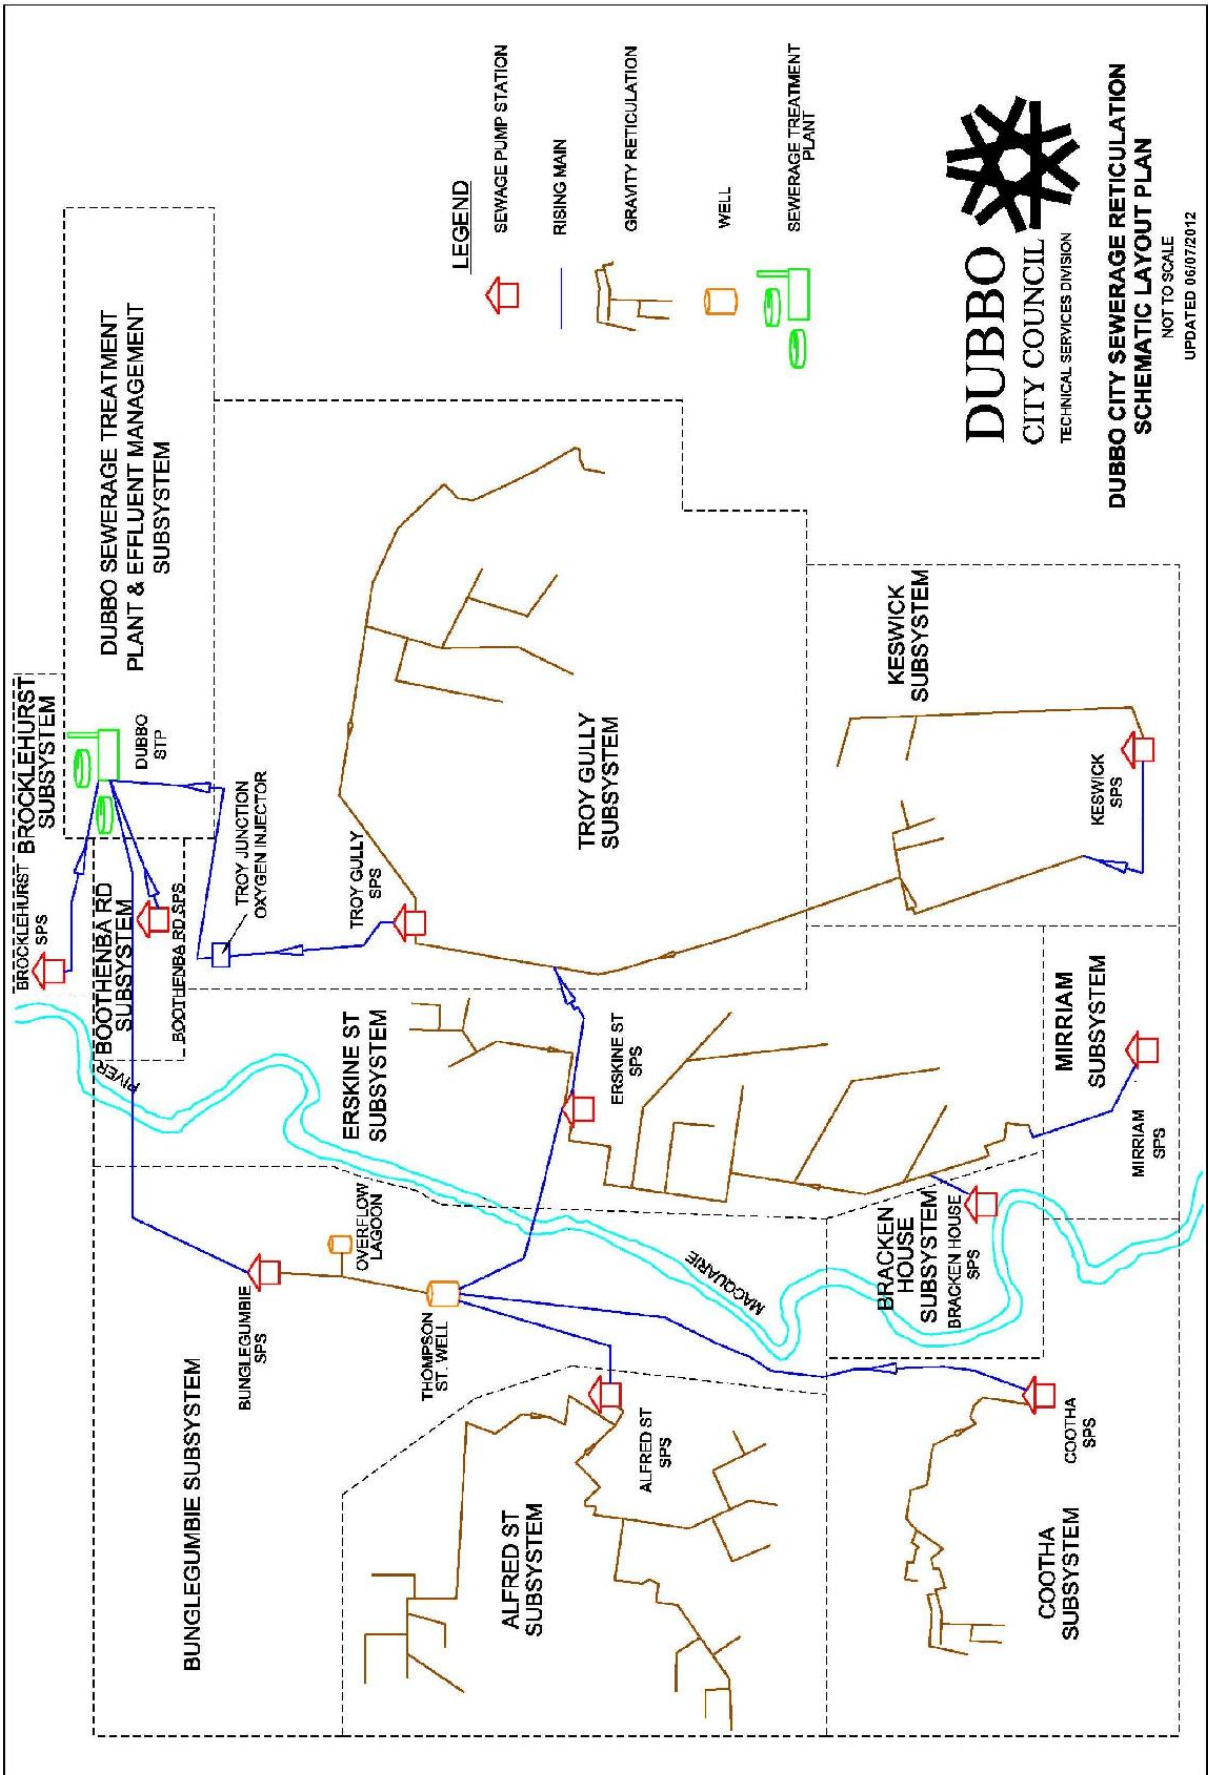 BROCKLEHURST
SUBSYSTEM
BROCKLEHURST
SPS
DUBBO SEWERAGE TREATMENT
PLANT & EFFLUENT MANAGEMENT
SUBSYSTEM
DUBBO
STP
BOOTHENBA RD
SUBSYSTEM
BOOTHENBA RD SPS
TROY JUNCTION
OXYGEN INJECTOR
RIVER
BUNGLEGUMBIE SUBSYSTEM
BUNGLEGUMBIE
SPS
OVERFLOW
LAGOON
THOMPSON
ST. WELL
ERSKINE ST
SUBSYSTEM
ERSKINE ST
SPS
TROY GULLY
SPS
TROY GULLY
SUBSYSTEM
ALFRED ST
SUBSYSTEM
ALFRED ST
SPS
MACQUARIE
BRACKEN
HOUSE
SUBSYSTEM
BRACKEN HOUSE
SPS
COOTHA
SUBSYSTEM
COOTHA
SPS
MIRRIAM
SUBSYSTEM
MIRRIAM
SPS
KESWICK
SUBSYSTEM
KESWICK
SPS
LEGEND
SEWAGE PUMP STATION
RISING MAIN
GRAVITY RETICULATION
WELL
SEWERAGE TREATMENT
PLANT
DUBBO
CITY COUNCIL
TECHNICAL SERVICES DIVISION
DUBBO CITY SEWERAGE RETICULATION
SCHEMATIC LAYOUT PLAN
NOT TO SCALE
UPDATED 06/07/2012